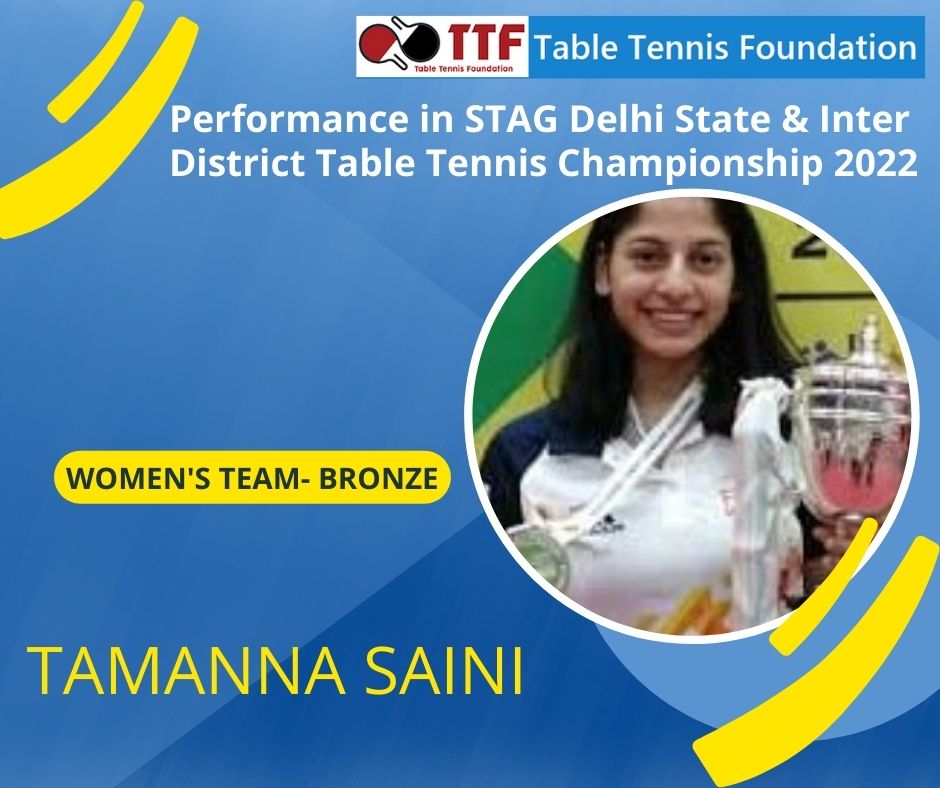 TTF
Table Tennis Foundation
Table Tennis Foundation
Performance in STAG Delhi State & Inter
District Table Tennis Championship 2022
2
WOMEN'S TEAM- BRONZE
TAMANNA SAINI